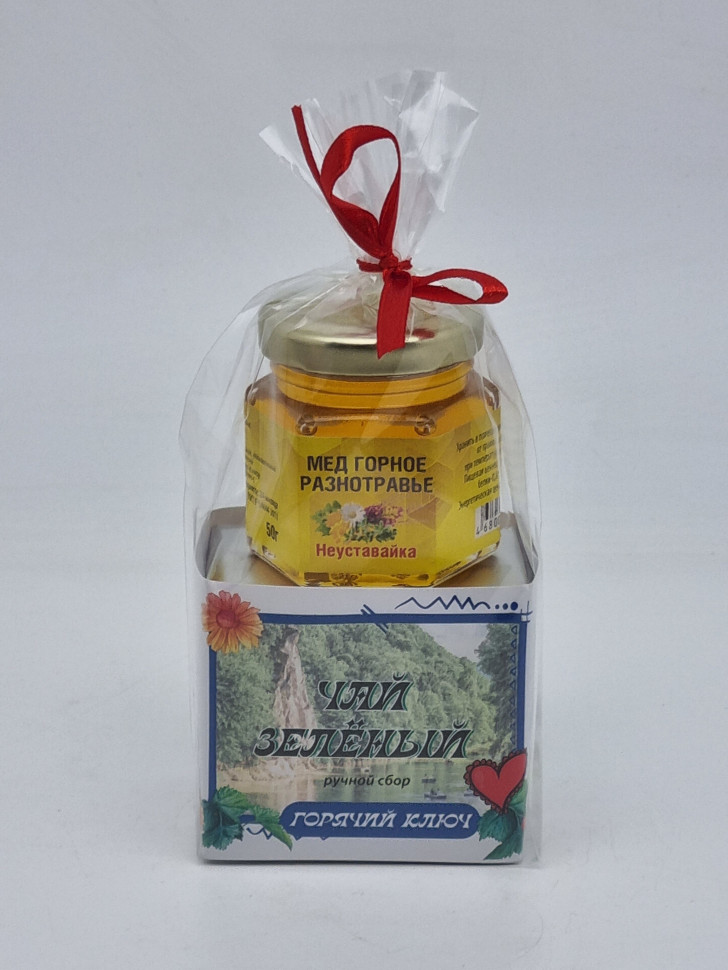 МЕД ГОРНОЕ
РАЗНОТРАВЬЕ
Неуставайка
50г
ЧАЙ
ЗЕЛЁНЫЙ
ручной сбор
ГОРЯЧИЙ КЛЮЧ